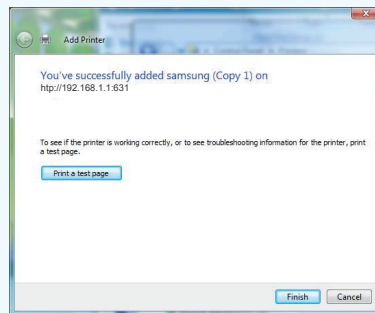 Add Printer
You've successfully added samsung (Copy 1) on
http://192.168.1.1:631
To see if the printer is working correctly, or to see troubleshooting information for the printer, print
a test page.
Print a test page
Finish
Cancel